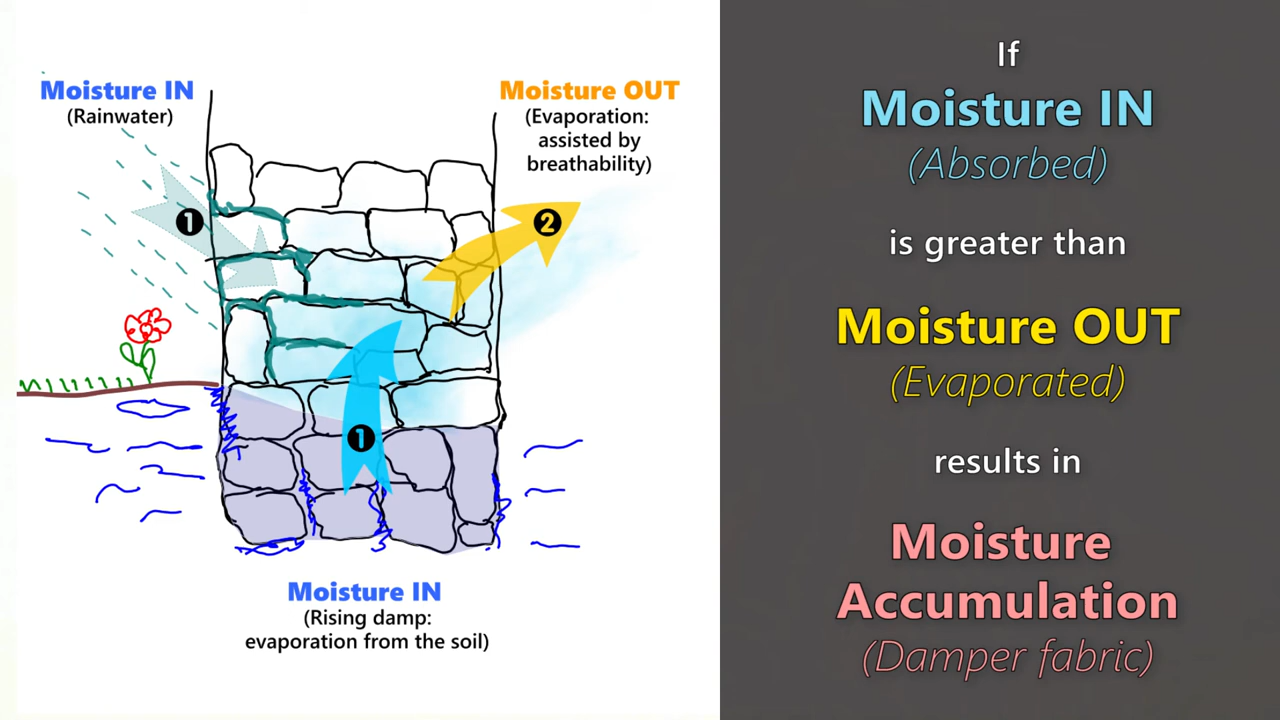 Moisture IN
(Rainwater)
Moisture OUT
(Evaporation:
assisted by
breathability)
1
2
1
Moisture IN
(Rising damp:
evaporation from the soil)
If
Moisture IN
(Absorbed)
is greater than
Moisture OUT
(Evaporated)
results in
Moisture
Accumulation
(Damper fabric)